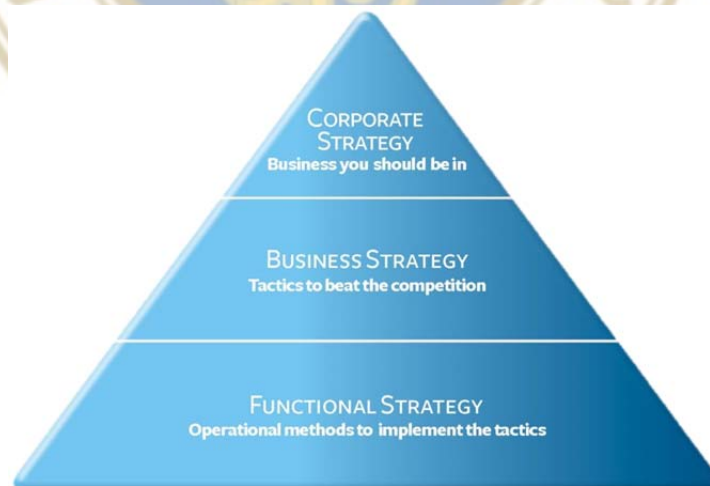 CORPORATE
STRATEGY
Business you should be in
BUSINESS STRATEGY
Tactics to beat the competition
FUNCTIONAL STRATEGY
Operational methods to implement the tactics